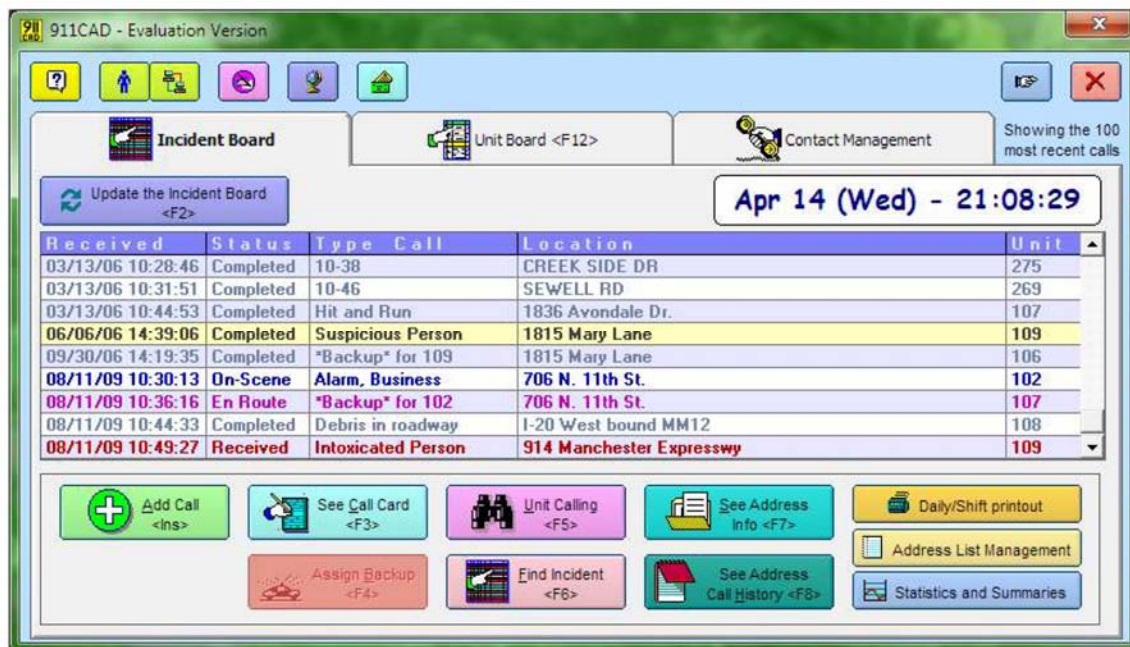 911 CAD
911CAD - Evaluation Version
Incident Board
Unit Board <F12>
Contact Management
Showing the 100
most recent calls
Update the Incident Board
<F2>
Apr 14 (Wed) - 21:08:29
Received Status Type Call Location Unit
03/13/06 10:28:46 Completed 10-38 CREEK SIDE DR 275
03/13/06 10:31:51 Completed 10-46 SEWELL RD 269
03/13/06 10:44:53 Completed Hit and Run 1836 Avondale Dr. 107
06/06/06 14:39:06 Completed Suspicious Person 1815 Mary Lane 109
09/30/06 14:19:35 Completed *Backup* for 109 1815 Mary Lane 106
08/11/09 10:30:13 On-Scene Alarm, Business 706 N. 11th St. 102
08/11/09 10:36:16 En Route *Backup* for 102 706 N. 11th St. 107
08/11/09 10:44:33 Completed Debris in roadway I-20 West bound MM12 108
08/11/09 10:49:27 Received Intoxicated Person 914 Manchester Expresswy 109
Add Call
<Ins>
See Call Card
<F3>
Unit Calling
<F5>
See Address
Info <F7>
Daily/Shift printout
Address List Management
Assign Backup
<F4>
Find Incident
<F6>
See Address
Call History <F8>
Statistics and Summaries